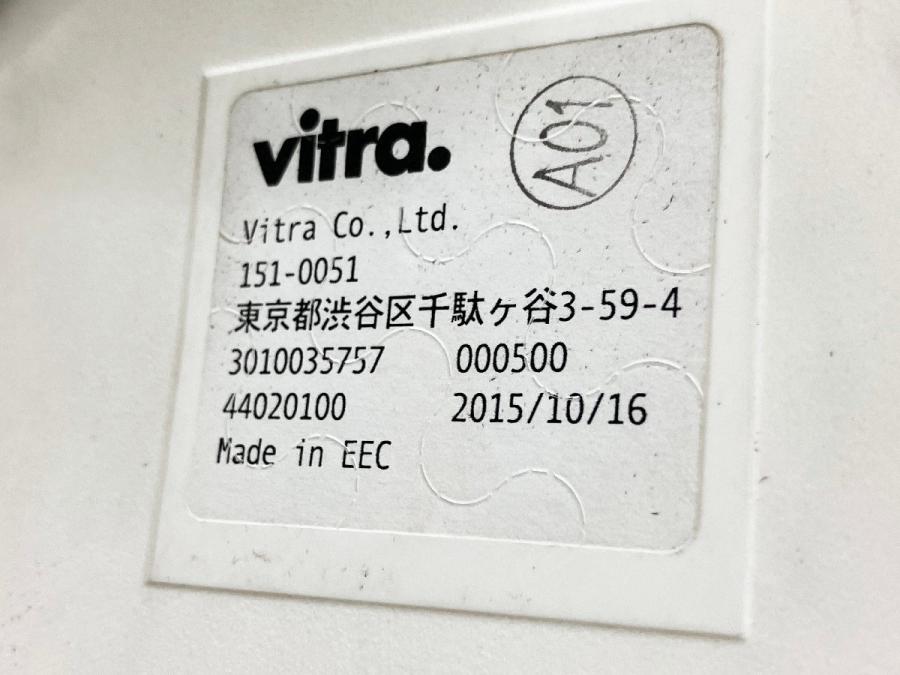 vitra.
A01
Vitra Co.,Ltd.
151-0051
東京都渋谷区千駄ヶ谷3-59-4
3010035757 000500
44020100 2015/10/16
Made in EEC